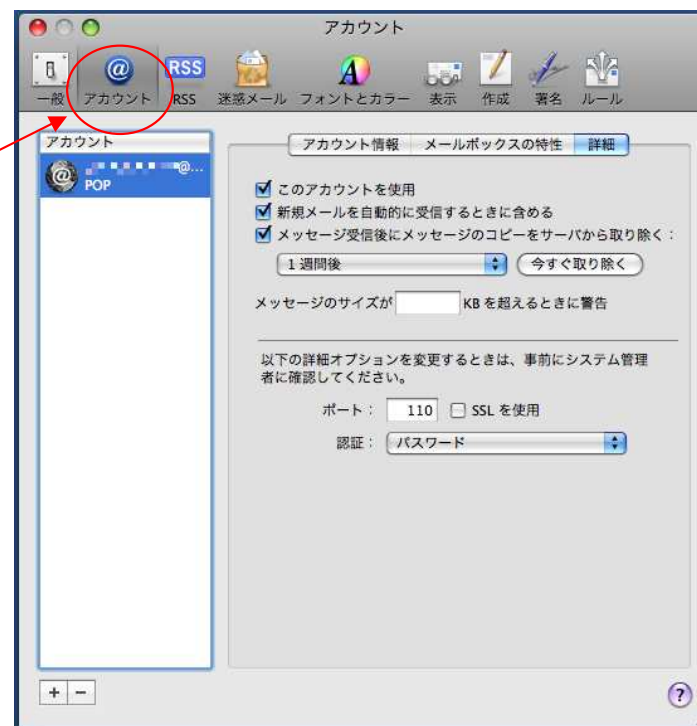 アカウント
一般 アカウント RSS 迷惑メール フォントとカラー 表示 作成 署名 ルール
RSS
アカウント
@...
POP
アカウント情報 メールボックスの特性 詳細
このアカウントを使用
新規メールを自動的に受信するときに含める
メッセージ受信後にメッセージのコピーをサーバから取り除く：
1 週間後 今すぐ取り除く
メッセージのサイズが KB を超えるときに警告
以下の詳細オプションを変更するときは、事前にシステム管理
者に確認してください。
ポート： 110 SSL を使用
認証： パスワード